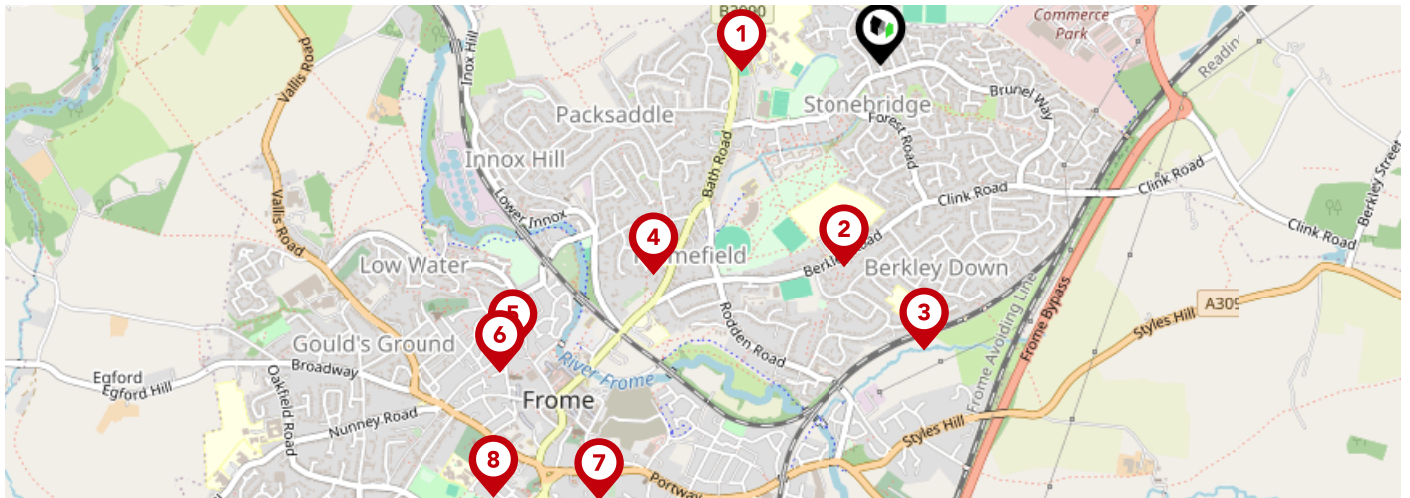 B3090
1
Commerce
Park
Inox Hill
Vallis Road
Reading
Packsaddle
Stonebridge
Brunel Way
Forest Road
Innox Hill
Bath Road
Vallis Road
Clink Road
Clink Road
Berkley Street
Lower Innox
2
Clink Road
4
Low Water
Berkley Down
5
3
Rodden Road
Frome Avoiding Line
Frome Bypass
Styles Hill
6
Gould's Ground
Broadway
Egford
Egford Hill
River Frome
Oakfield Road
Frome
Nunney Road
Styles Hill
8
7
Portway